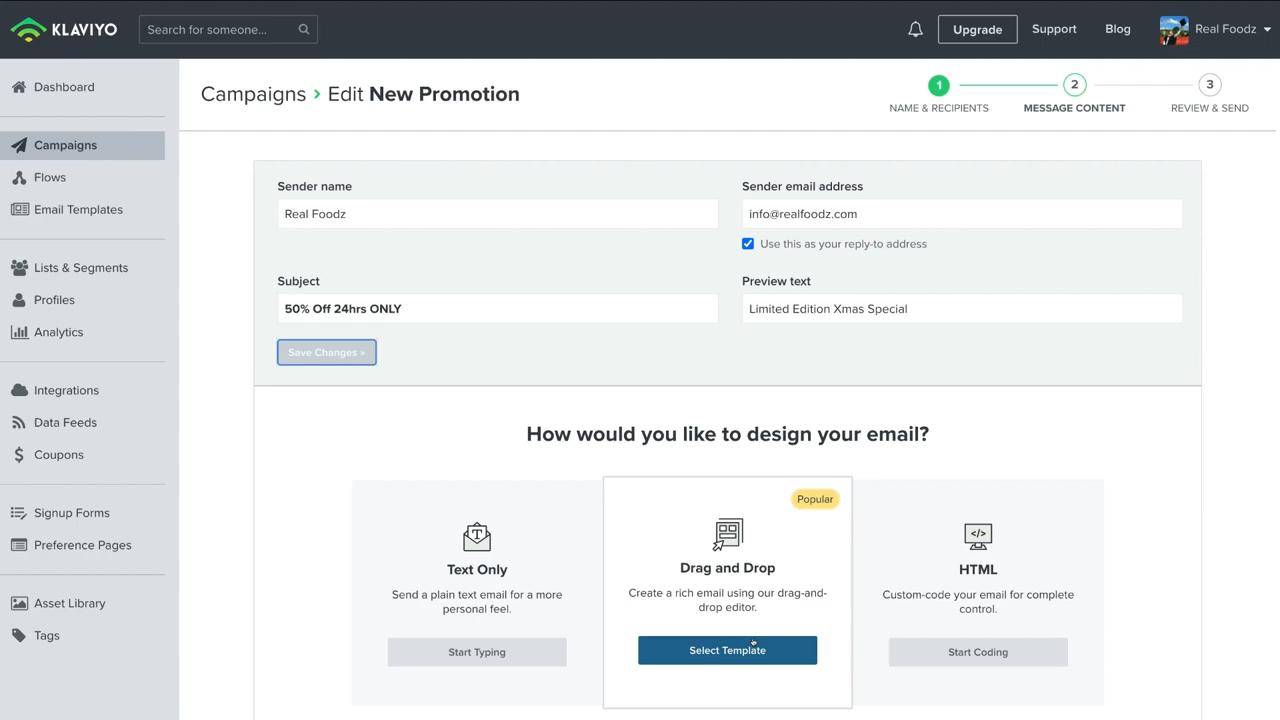 KLAVIYO
Search for someone...
Upgrade
Support
Blog
Real Foodz
Dashboard
Campaigns
Flows
Email Templates
Lists & Segments
Profiles
Analytics
Integrations
Data Feeds
Coupons
Signup Forms
Preference Pages
Asset Library
Tags
Campaigns › Edit New Promotion
1
NAME & RECIPIENTS
2
MESSAGE CONTENT
3
REVIEW & SEND
Sender name
Real Foodz
Sender email address
info@realfoodz.com
Use this as your reply-to address
Subject
50% Off 24hrs ONLY
Preview text
Limited Edition Xmas Special
Save Changes »
How would you like to design your email?
T
Text Only
Send a plain text email for a more
personal feel.
Start Typing
Popular
Drag and Drop
Create a rich email using our drag-and-
drop editor.
Select Template
</>
HTML
Custom-code your email for complete
control.
Start Coding